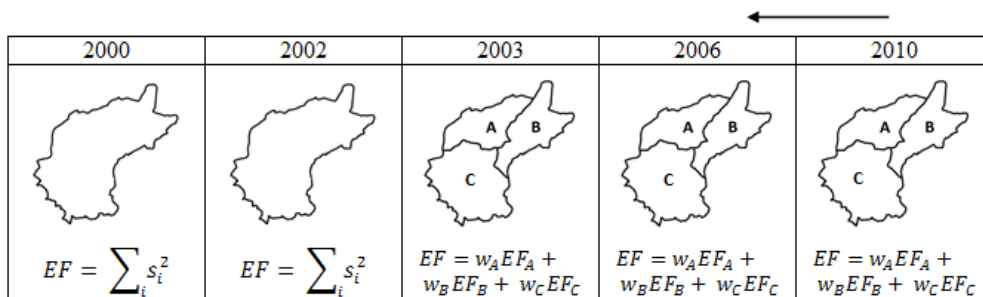 2000 2002 2003 2006 2010
A B C
A B C
A B C
EF = ∑_i s_i^2
EF = ∑_i s_i^2
EF = w_A EF_A +
w_B EF_B + w_C EF_C
EF = w_A EF_A +
w_B EF_B + w_C EF_C
EF = w_A EF_A +
w_B EF_B + w_C EF_C